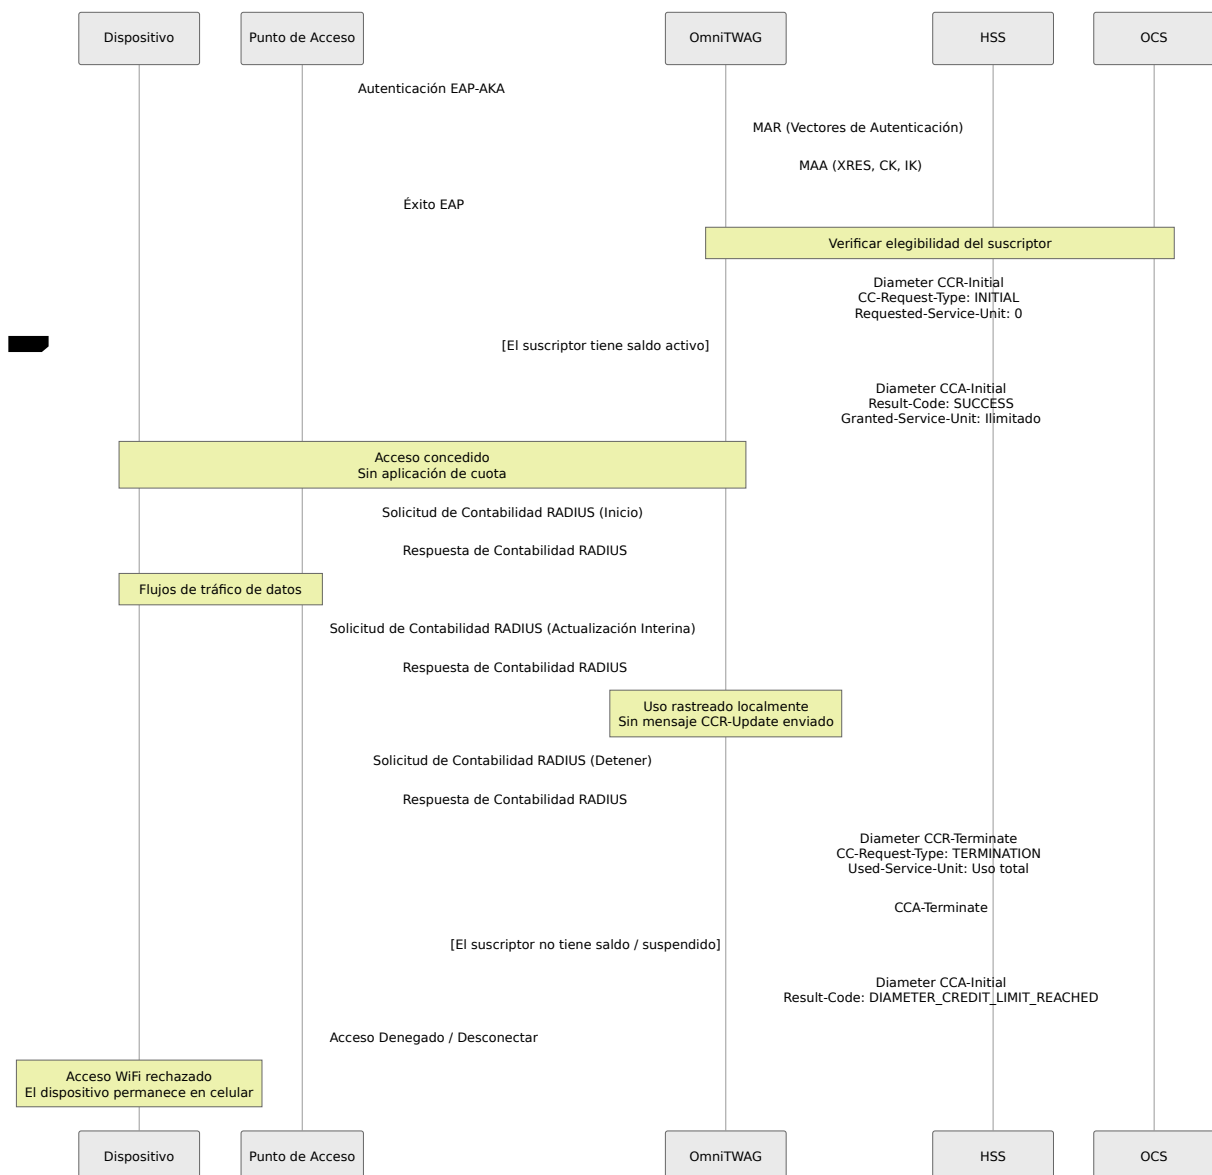 Dispositivo
Punto de Acceso
OmniTWAG
HSS
OCS
Autenticación EAP-AKA
MAR (Vectores de Autenticación)
MAA (XRES, CK, IK)
Éxito EAP
Verificar elegibilidad del suscriptor
Diameter CCR-Initial
CC-Request-Type: INITIAL
Requested-Service-Unit: 0
[El suscriptor tiene saldo activo]
Diameter CCA-Initial
Result-Code: SUCCESS
Granted-Service-Unit: Ilimitado
Acceso concedido
Sin aplicación de cuota
Solicitud de Contabilidad RADIUS (Inicio)
Respuesta de Contabilidad RADIUS
Flujos de tráfico de datos
Solicitud de Contabilidad RADIUS (Actualización Interina)
Respuesta de Contabilidad RADIUS
Uso rastreado localmente
Sin mensaje CCR-Update enviado
Solicitud de Contabilidad RADIUS (Detener)
Respuesta de Contabilidad RADIUS
Diameter CCR-Terminate
CC-Request-Type: TERMINATION
Used-Service-Unit: Uso total
CCA-Terminate
[El suscriptor no tiene saldo / suspendido]
Diameter CCA-Initial
Result-Code: DIAMETER_CREDIT_LIMIT_REACHED
Acceso Denegado / Desconectar
Acceso WiFi rechazado
El dispositivo permanece en celular
Dispositivo
Punto de Acceso
OmniTWAG
HSS
OCS